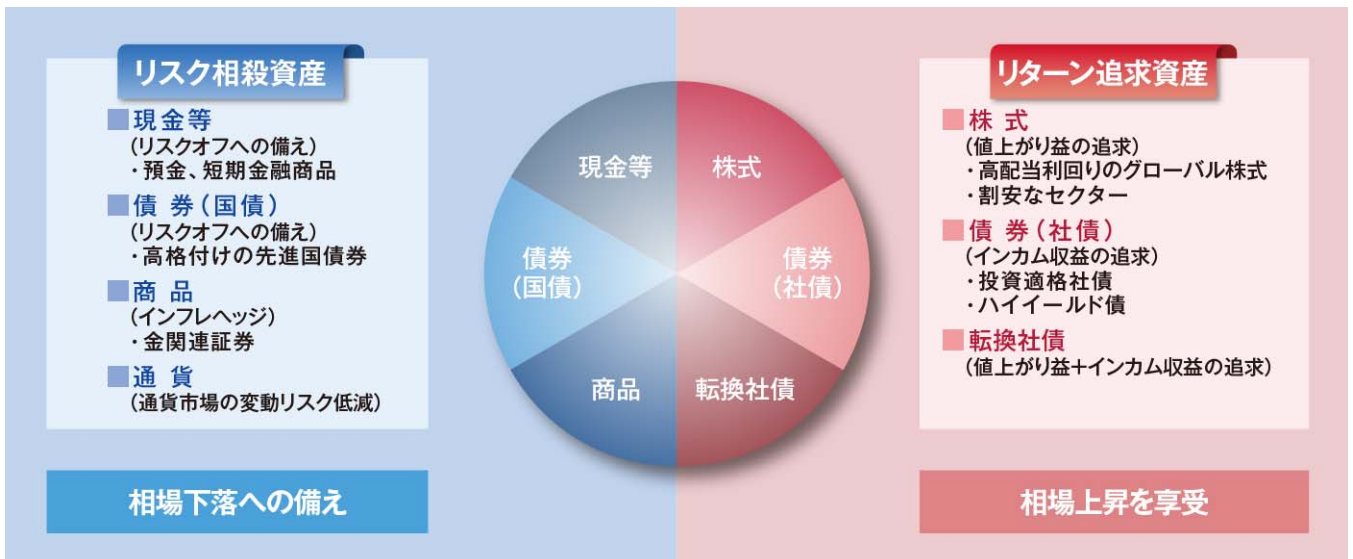 リスク相殺資産
■現金等
(リスクオフへの備え)
・預金、短期金融商品
■債券(国債)
(リスクオフへの備え)
・高格付けの先進国債券
■商品
(インフレヘッジ)
・金関連証券
■通貨
(通貨市場の変動リスク低減)
相場下落への備え
現金等
株式
債券
(国債)
債券
(社債)
商品
転換社債
リターン追求資産
■株式
(値上がり益の追求)
・高配当利回りのグローバル株式
・割安なセクター
■債券(社債)
(インカム収益の追求)
・投資適格社債
・ハイイールド債
■転換社債
(値上がり益+インカム収益の追求)
相場上昇を享受